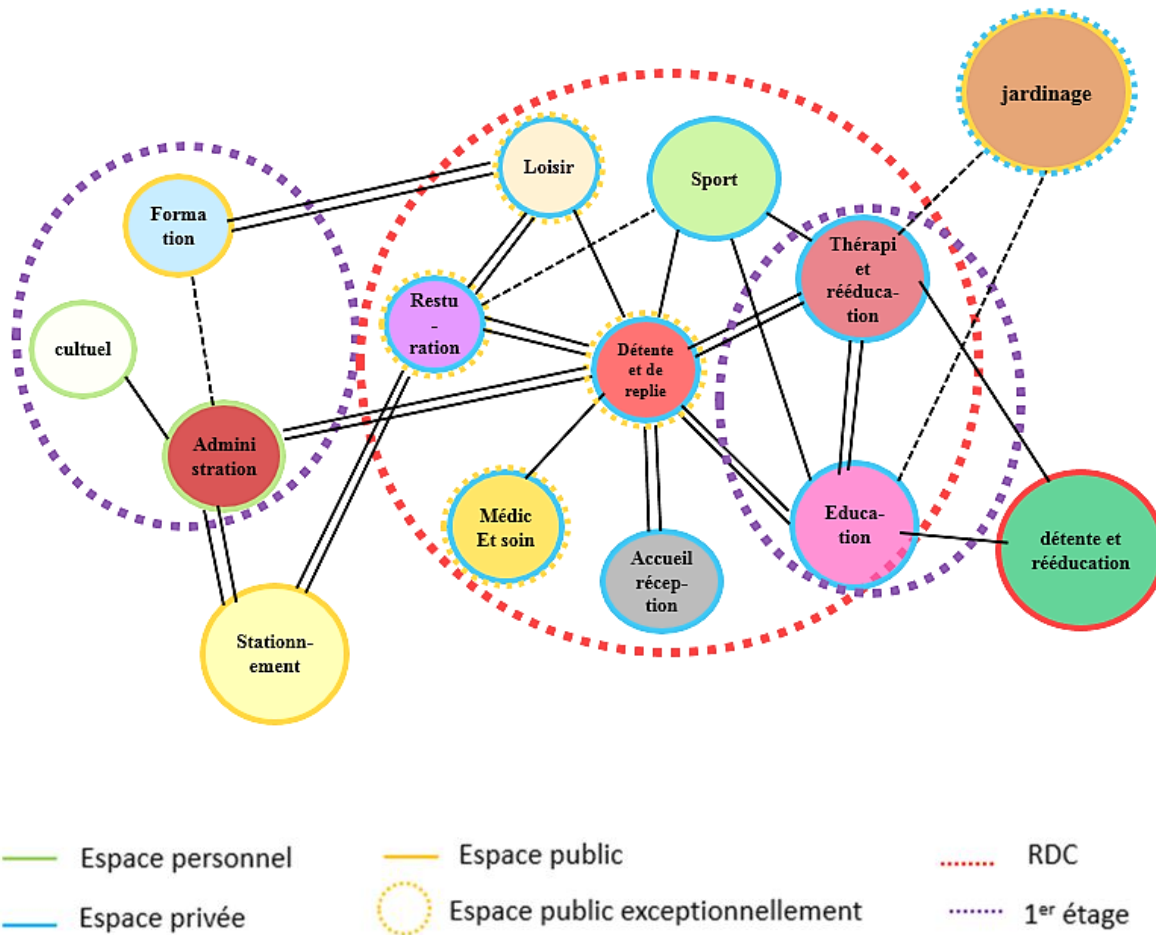 jardinage
Loisir
Sport
Forma
tion
Thérapi
et
rééduca-
tion
Restu
-
ration
cultuel
Détente
et de
replie
Admini
stration
Médic
Et soin
Educa-
tion
détente et
rééducation
Accueil
récep-
tion
Stationn-
ement
Espace personnel
Espace public
RDC
Espace privée
Espace public exceptionnellement
1er étage